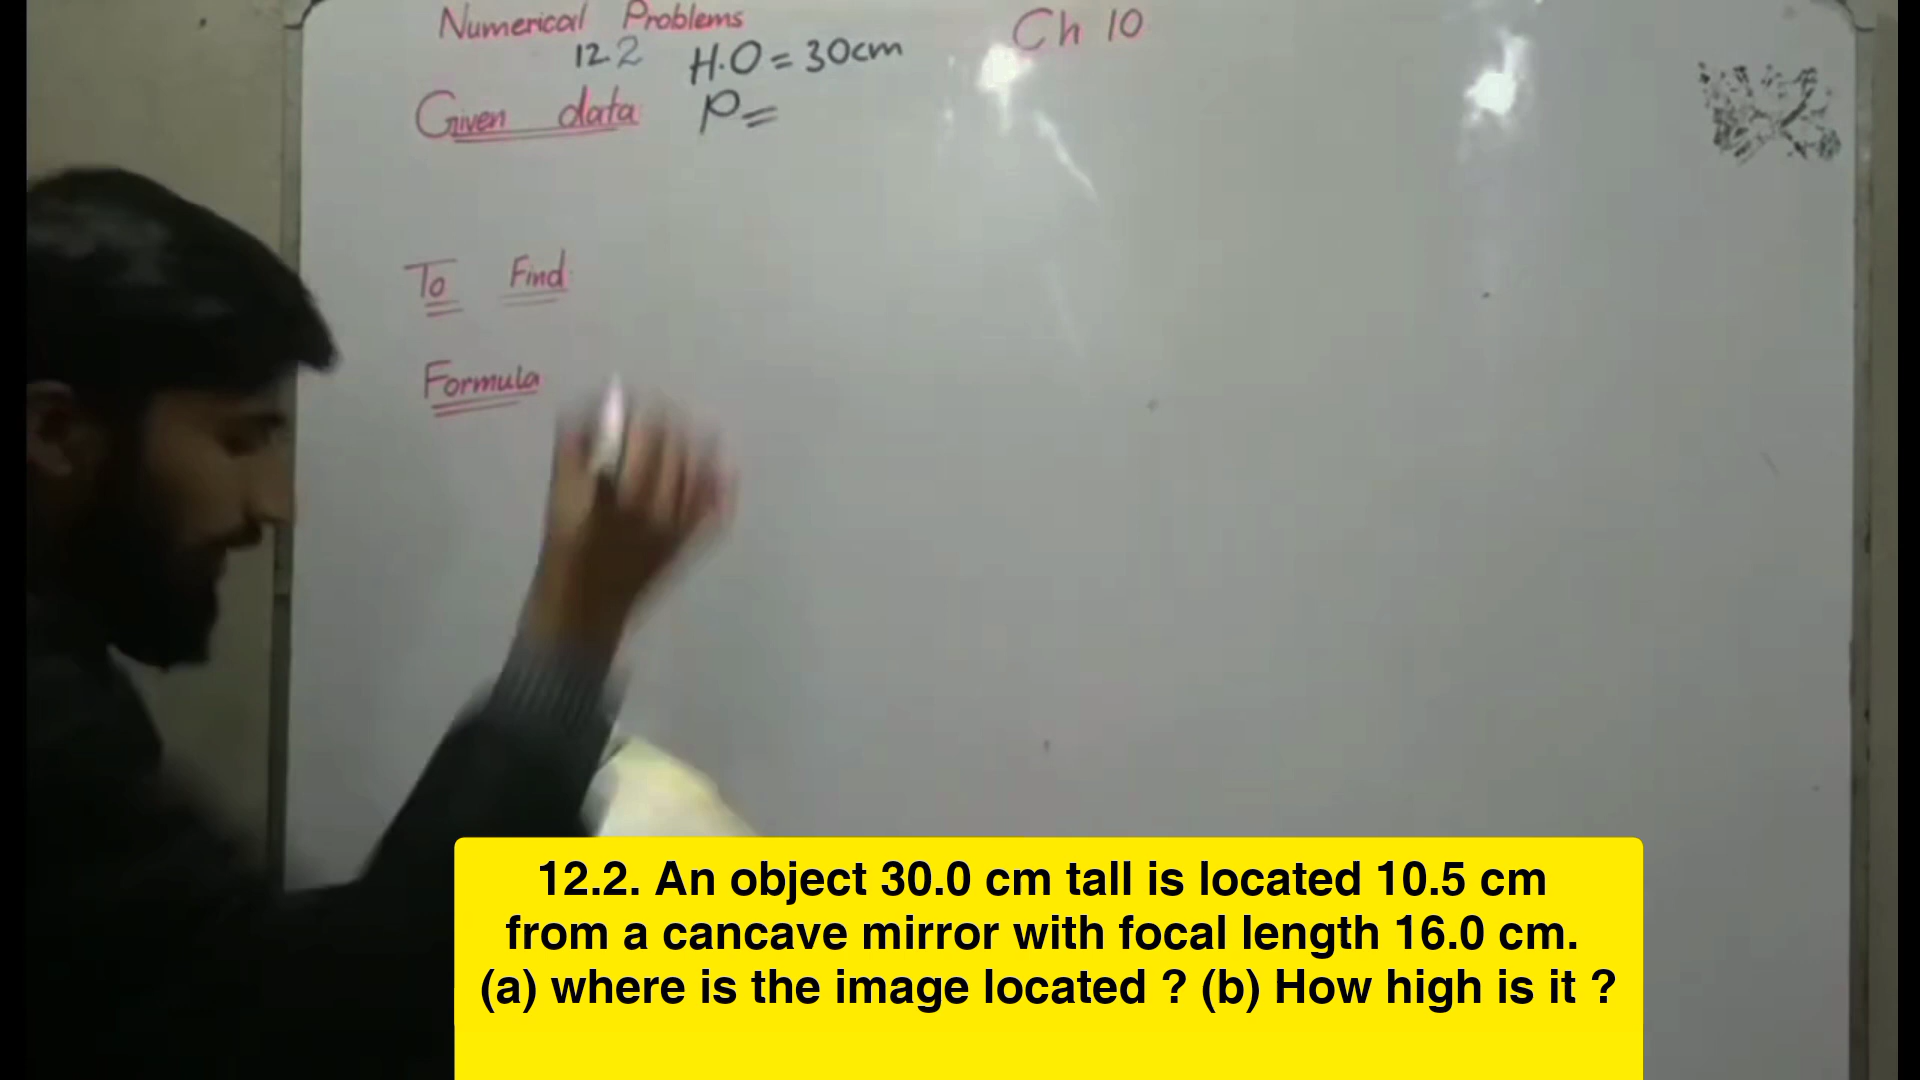 Numerical Problems
Ch 10
12.2 H.O = 30cm
Given data P=
To Find
Formula
12.2. An object 30.0 cm tall is located 10.5 cm
from a cancave mirror with focal length 16.0 cm.
(a) where is the image located ? (b) How high is it ?